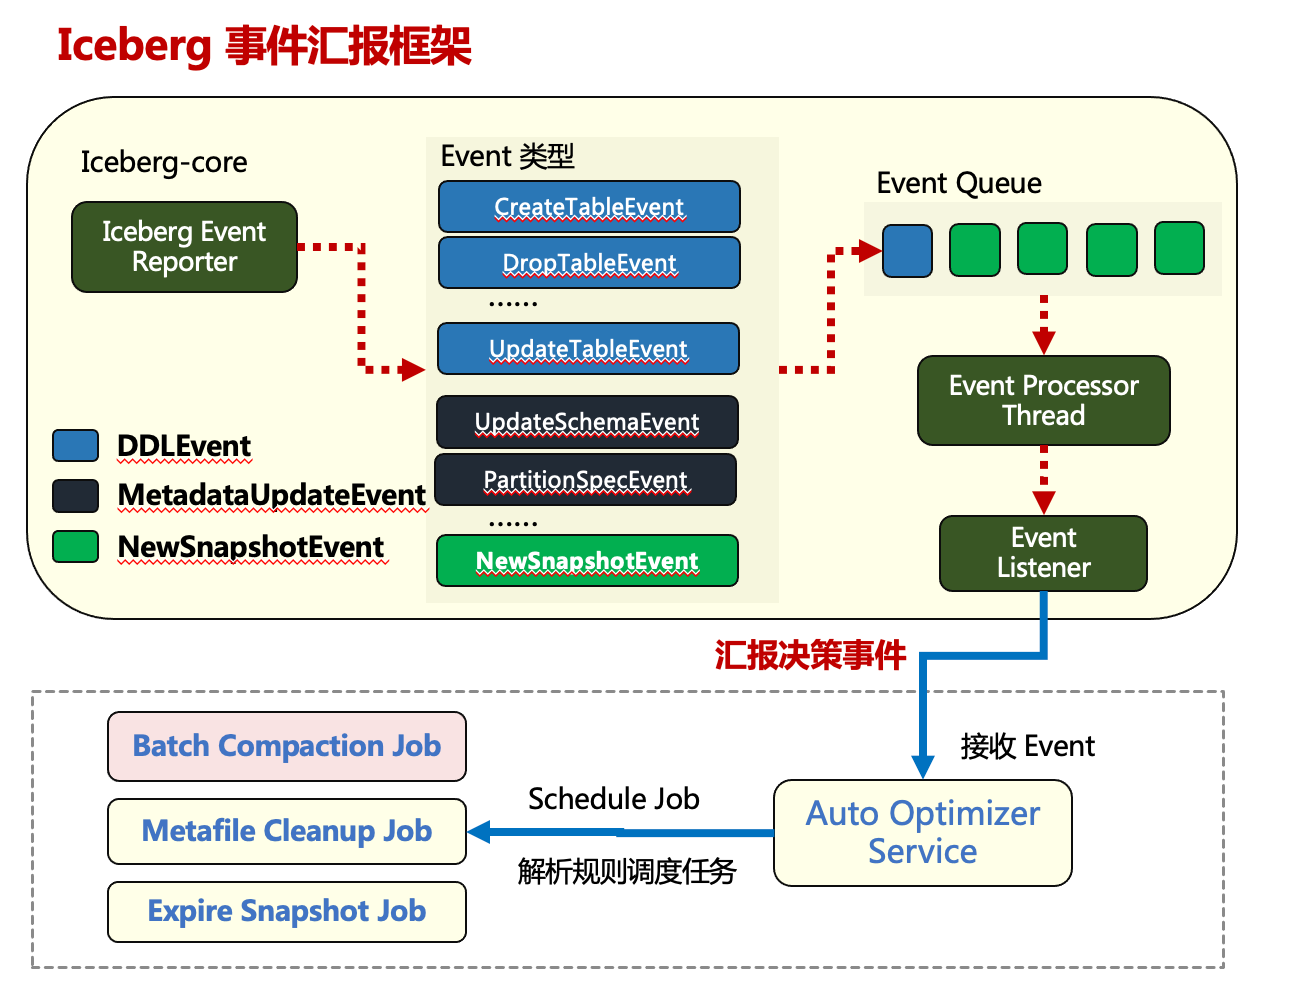 Iceberg 事件汇报框架
Iceberg-core
Iceberg Event
Reporter
Event 类型
CreateTableEvent
DropTableEvent
......
UpdateTableEvent
UpdateSchemaEvent
PartitionSpecEvent
......
NewSnapshotEvent
DDLEvent
MetadataUpdateEvent
NewSnapshotEvent
Event Queue
Event Processor
Thread
Event
Listener
汇报决策事件
接收 Event
Auto Optimizer
Service
Schedule Job
解析规则调度任务
Batch Compaction Job
Metafile Cleanup Job
Expire Snapshot Job